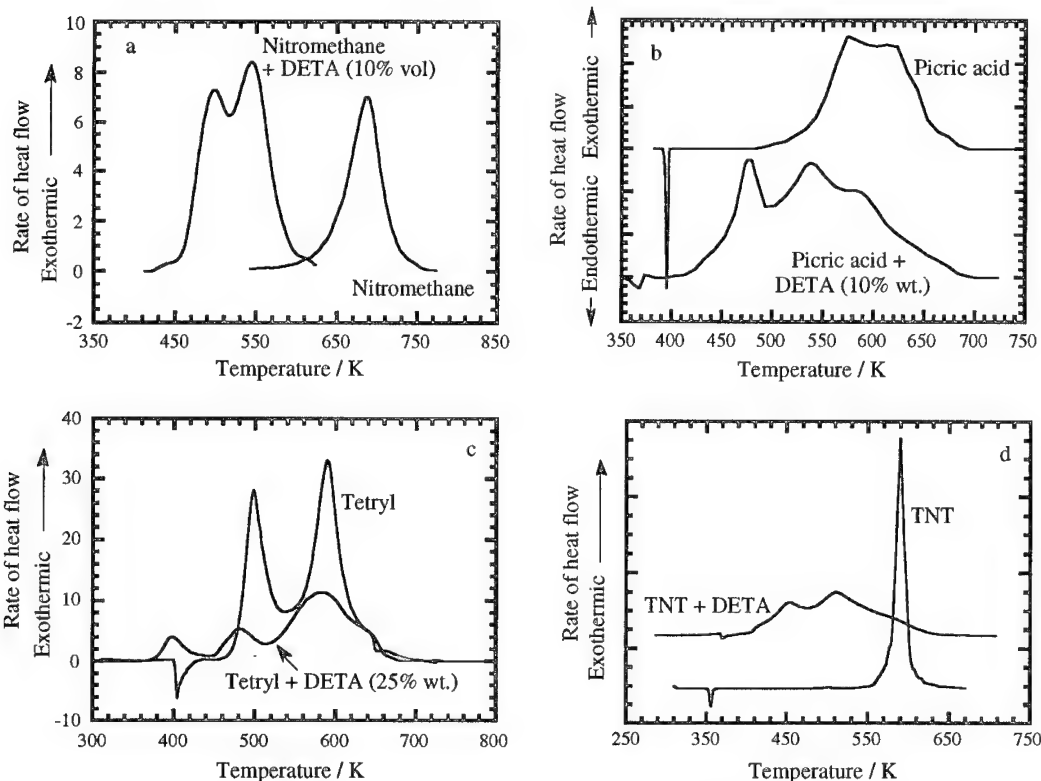 a
Nitromethane
+ DETA (10% vol)
Nitromethane
10
8
6
4
2
0
-2
350
450
550
650
750
850
Temperature / K
Rate of heat flow
Exothermic
b
Picric acid
Picric acid +
DETA (10% wt.)
350
400
450
500
550
600
650
700
750
Temperature / K
Rate of heat flow
Endothermic
Exothermic
c
Tetryl
Tetryl + DETA (25% wt.)
40
30
20
10
0
-10
300
400
500
600
700
800
Temperature / K
Rate of heat flow
Exothermic
d
TNT
TNT + DETA
250
350
450
550
650
750
Temperature / K
Rate of heat flow
Exothermic